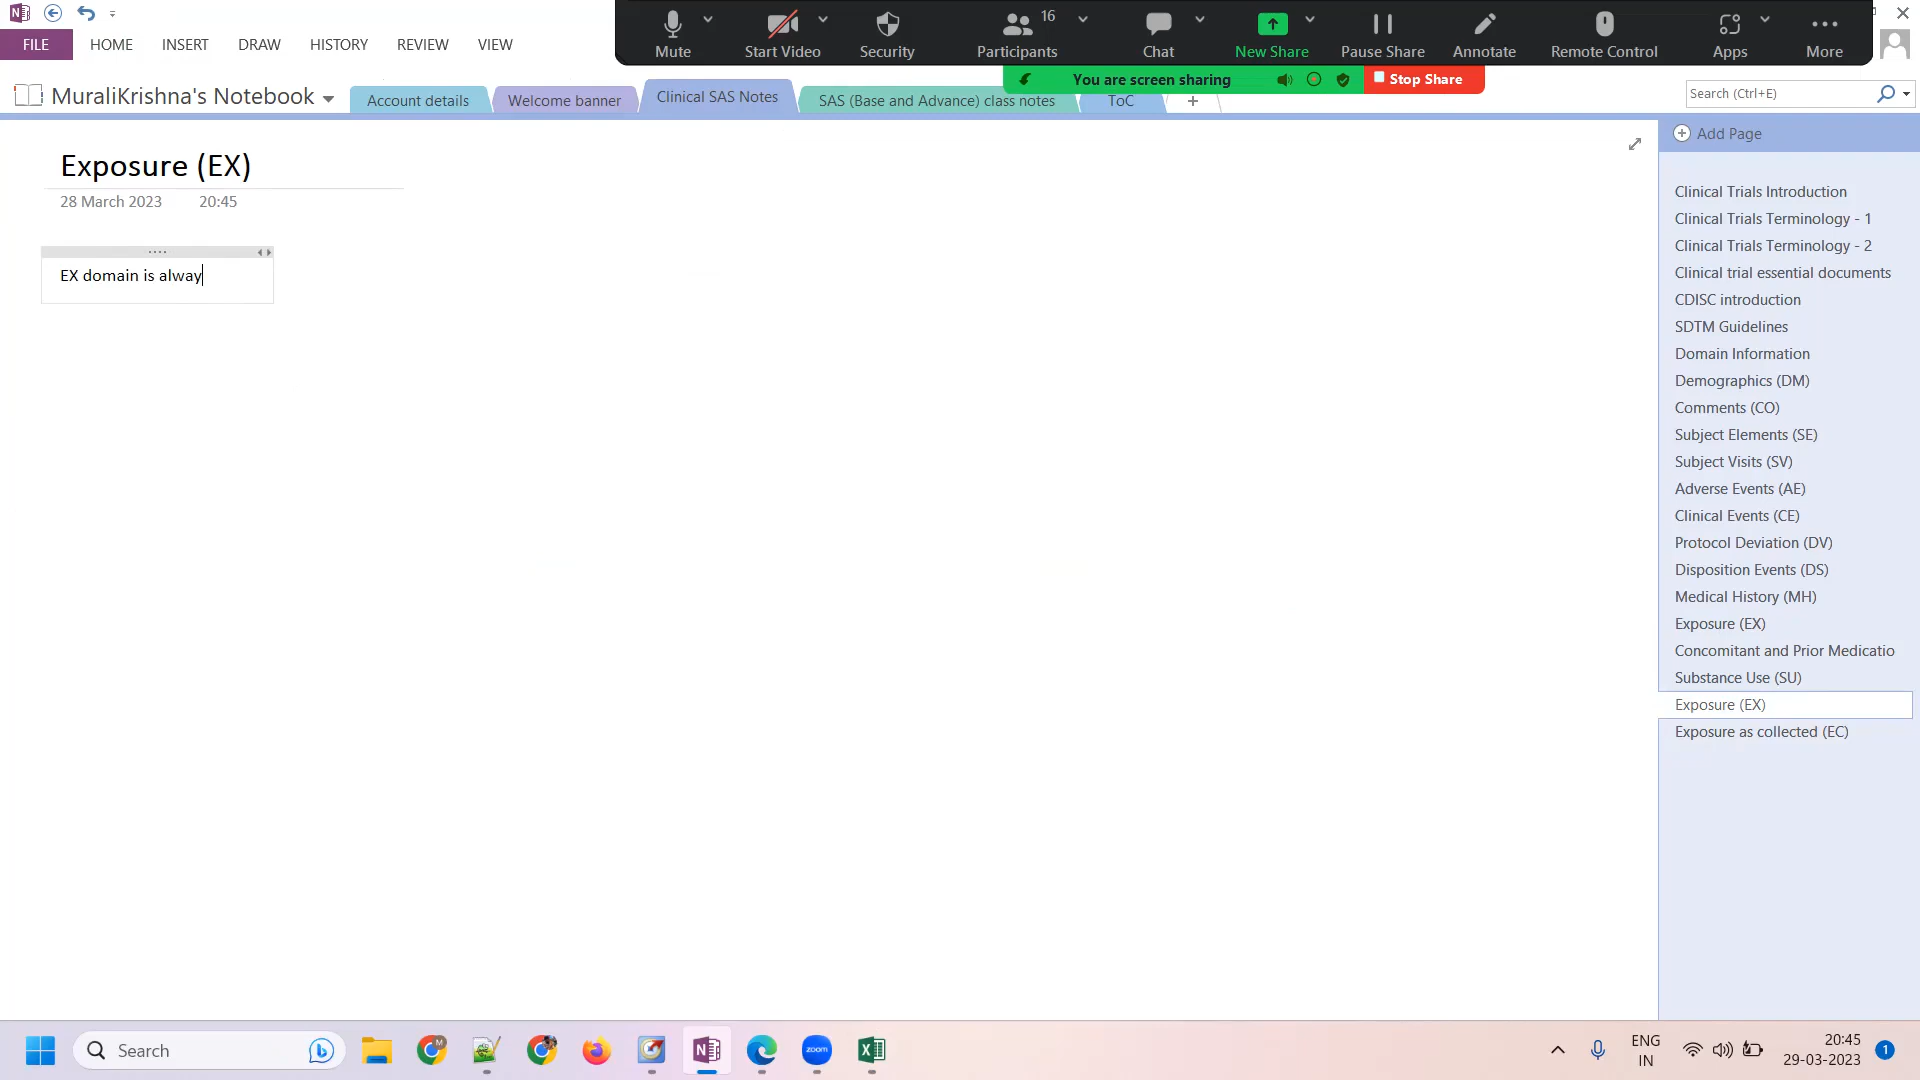 Mute
Start Video
Security
Participants
16
Chat
New Share
Pause Share
Annotate
Remote Control
Apps
More
FILE
HOME
INSERT
DRAW
HISTORY
REVIEW
VIEW
You are screen sharing
Stop Share
MuraliKrishna's Notebook
Account details
Welcome banner
Clinical SAS Notes
SAS (Base and Advance) class notes
ToC
+
Search (Ctrl+E)
Add Page
Exposure (EX)
28 March 2023
20:45
EX domain is alway
Clinical Trials Introduction
Clinical Trials Terminology - 1
Clinical Trials Terminology - 2
Clinical trial essential documents
CDISC introduction
SDTM Guidelines
Domain Information
Demographics (DM)
Comments (CO)
Subject Elements (SE)
Subject Visits (SV)
Adverse Events (AE)
Clinical Events (CE)
Protocol Deviation (DV)
Disposition Events (DS)
Medical History (MH)
Exposure (EX)
Concomitant and Prior Medicatio
Substance Use (SU)
Exposure (EX)
Exposure as collected (EC)
Search
zoom
ENG
IN
20:45
29-03-2023
1